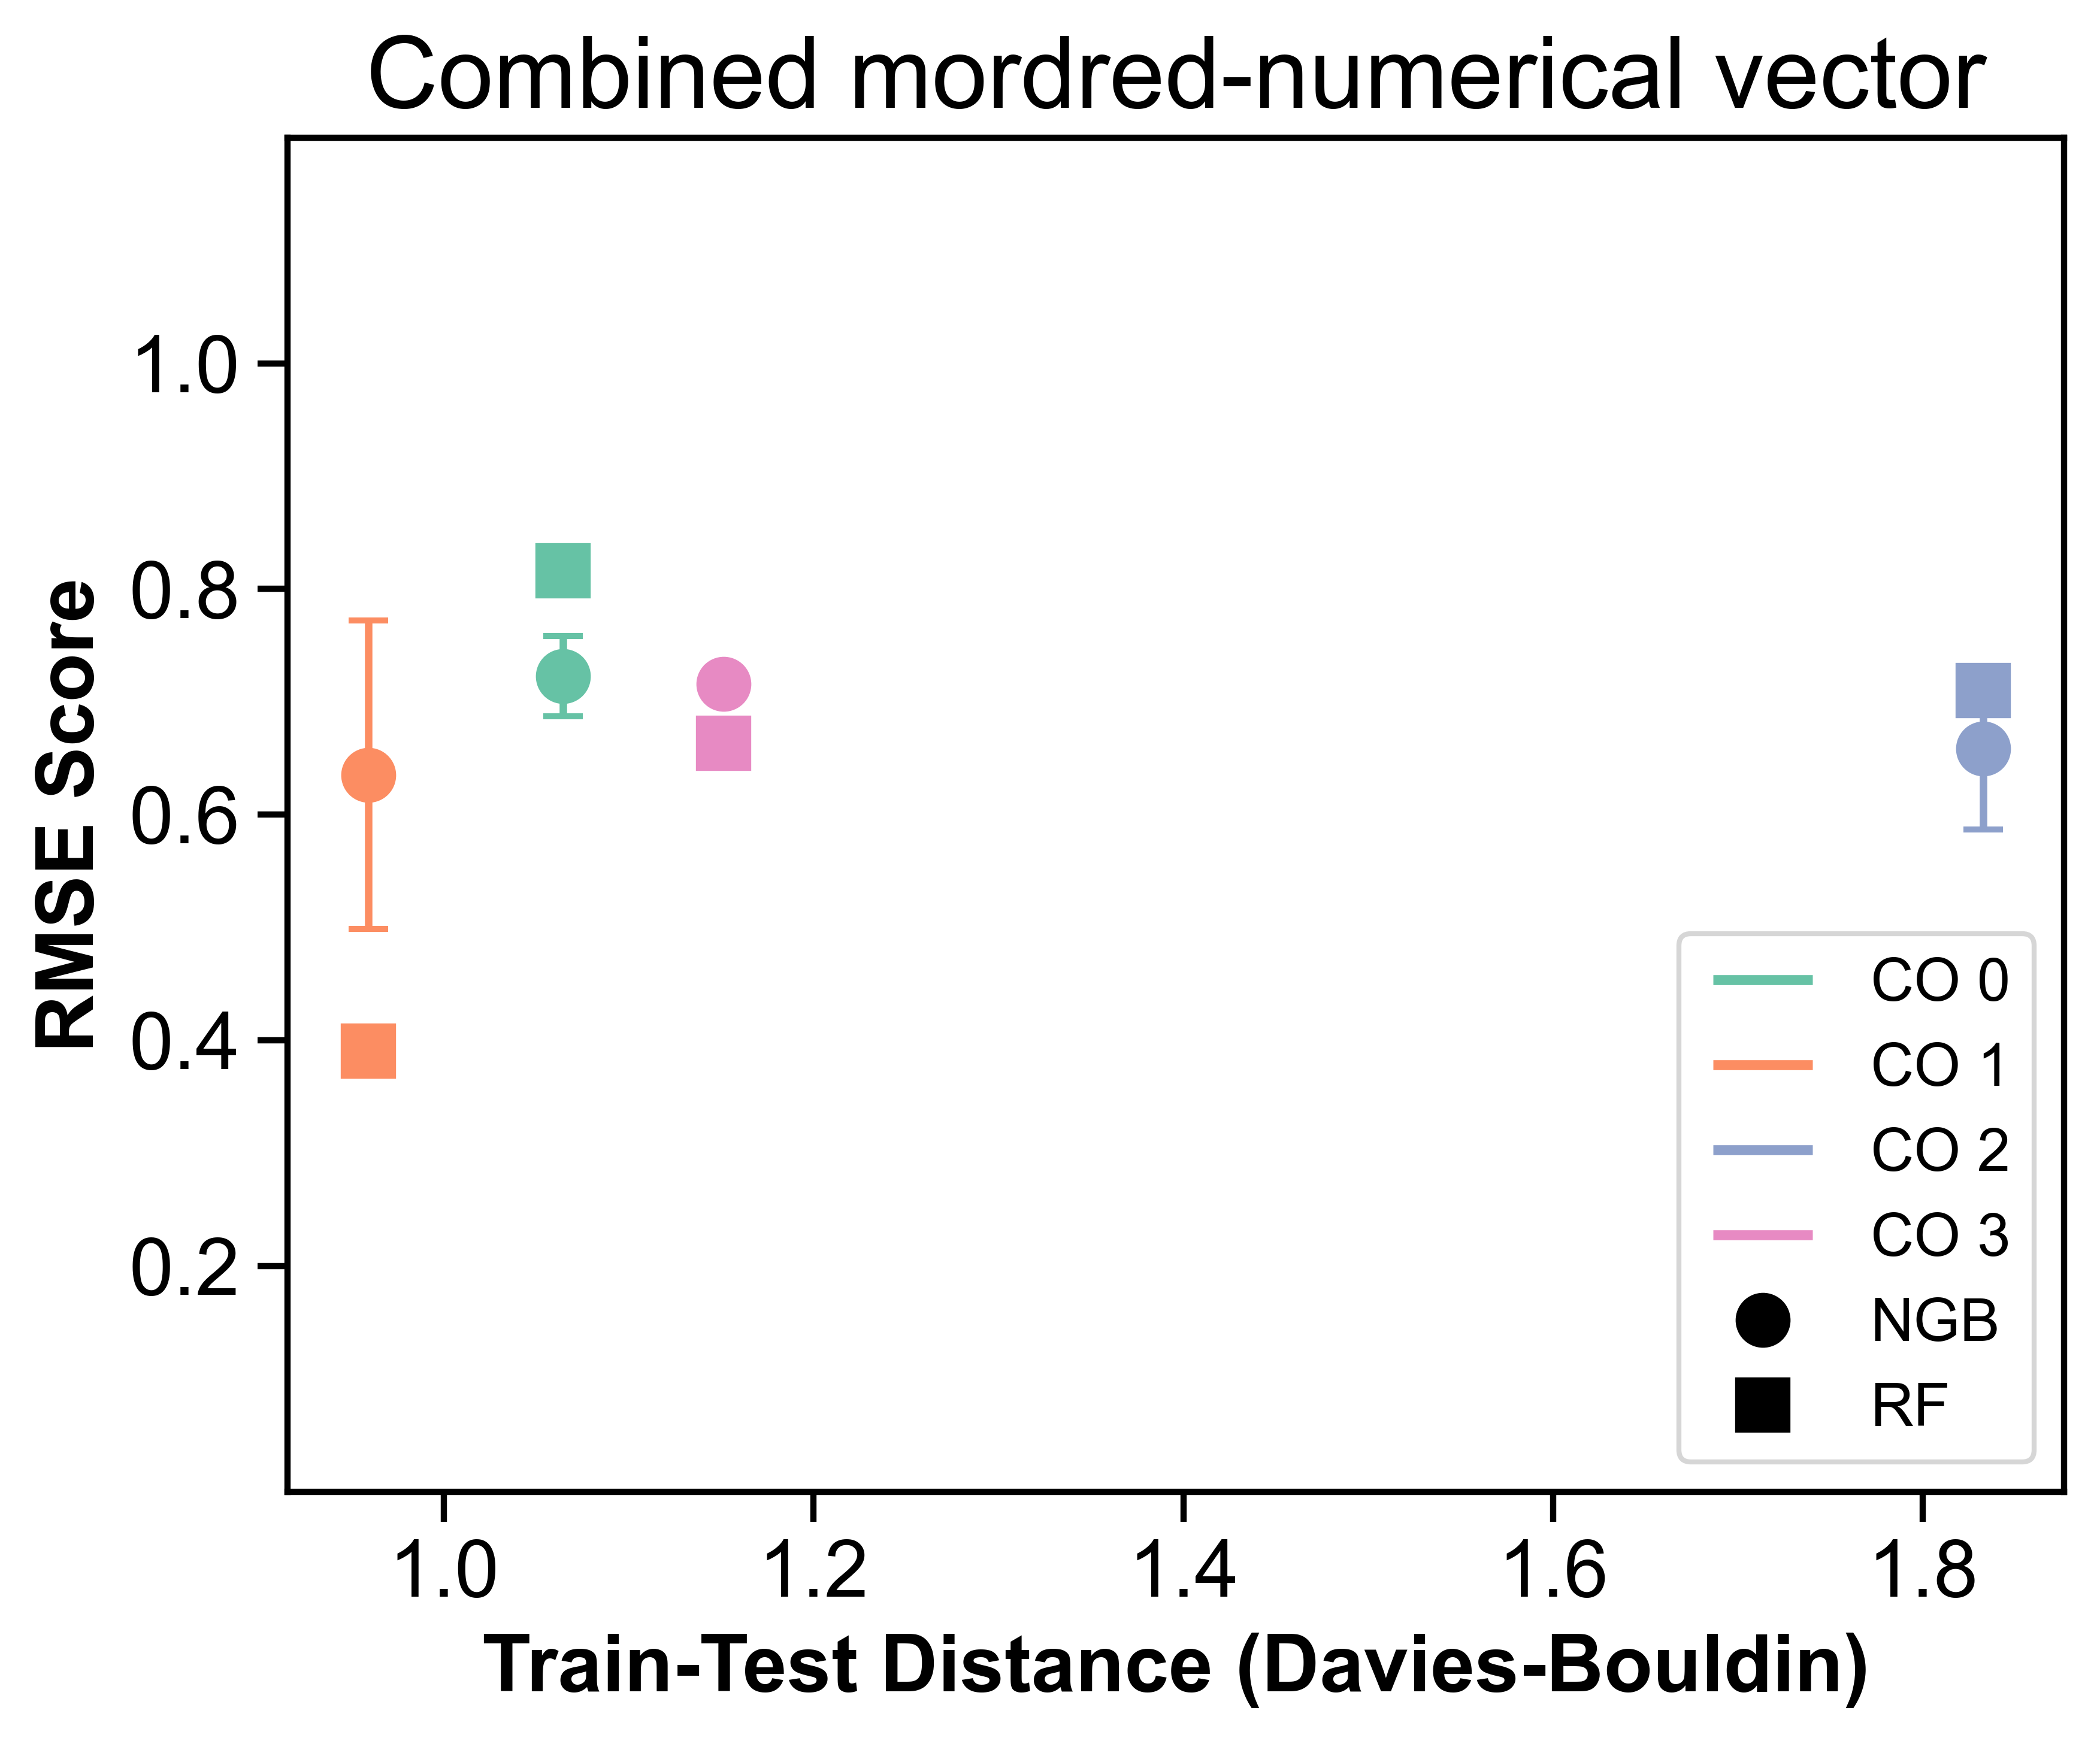 Combined mordred-numerical vector
RMSE Score
1.0
0.8
0.6
0.4
0.2
CO 0
CO 1
CO 2
CO 3
NGB
RF
1.0 1.2 1.4 1.6 1.8
Train-Test Distance (Davies-Bouldin)